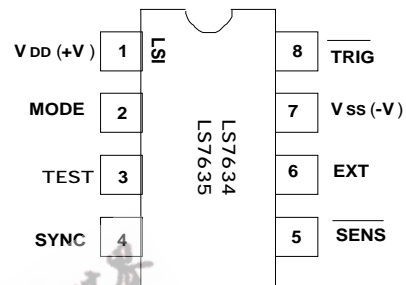 V DD (+V) 1 LSI 8 TRIG
MODE 2 7 V SS (-V)
LS7634
LS7635
TEST 3 6 EXT
SYNC 4 5 SENS